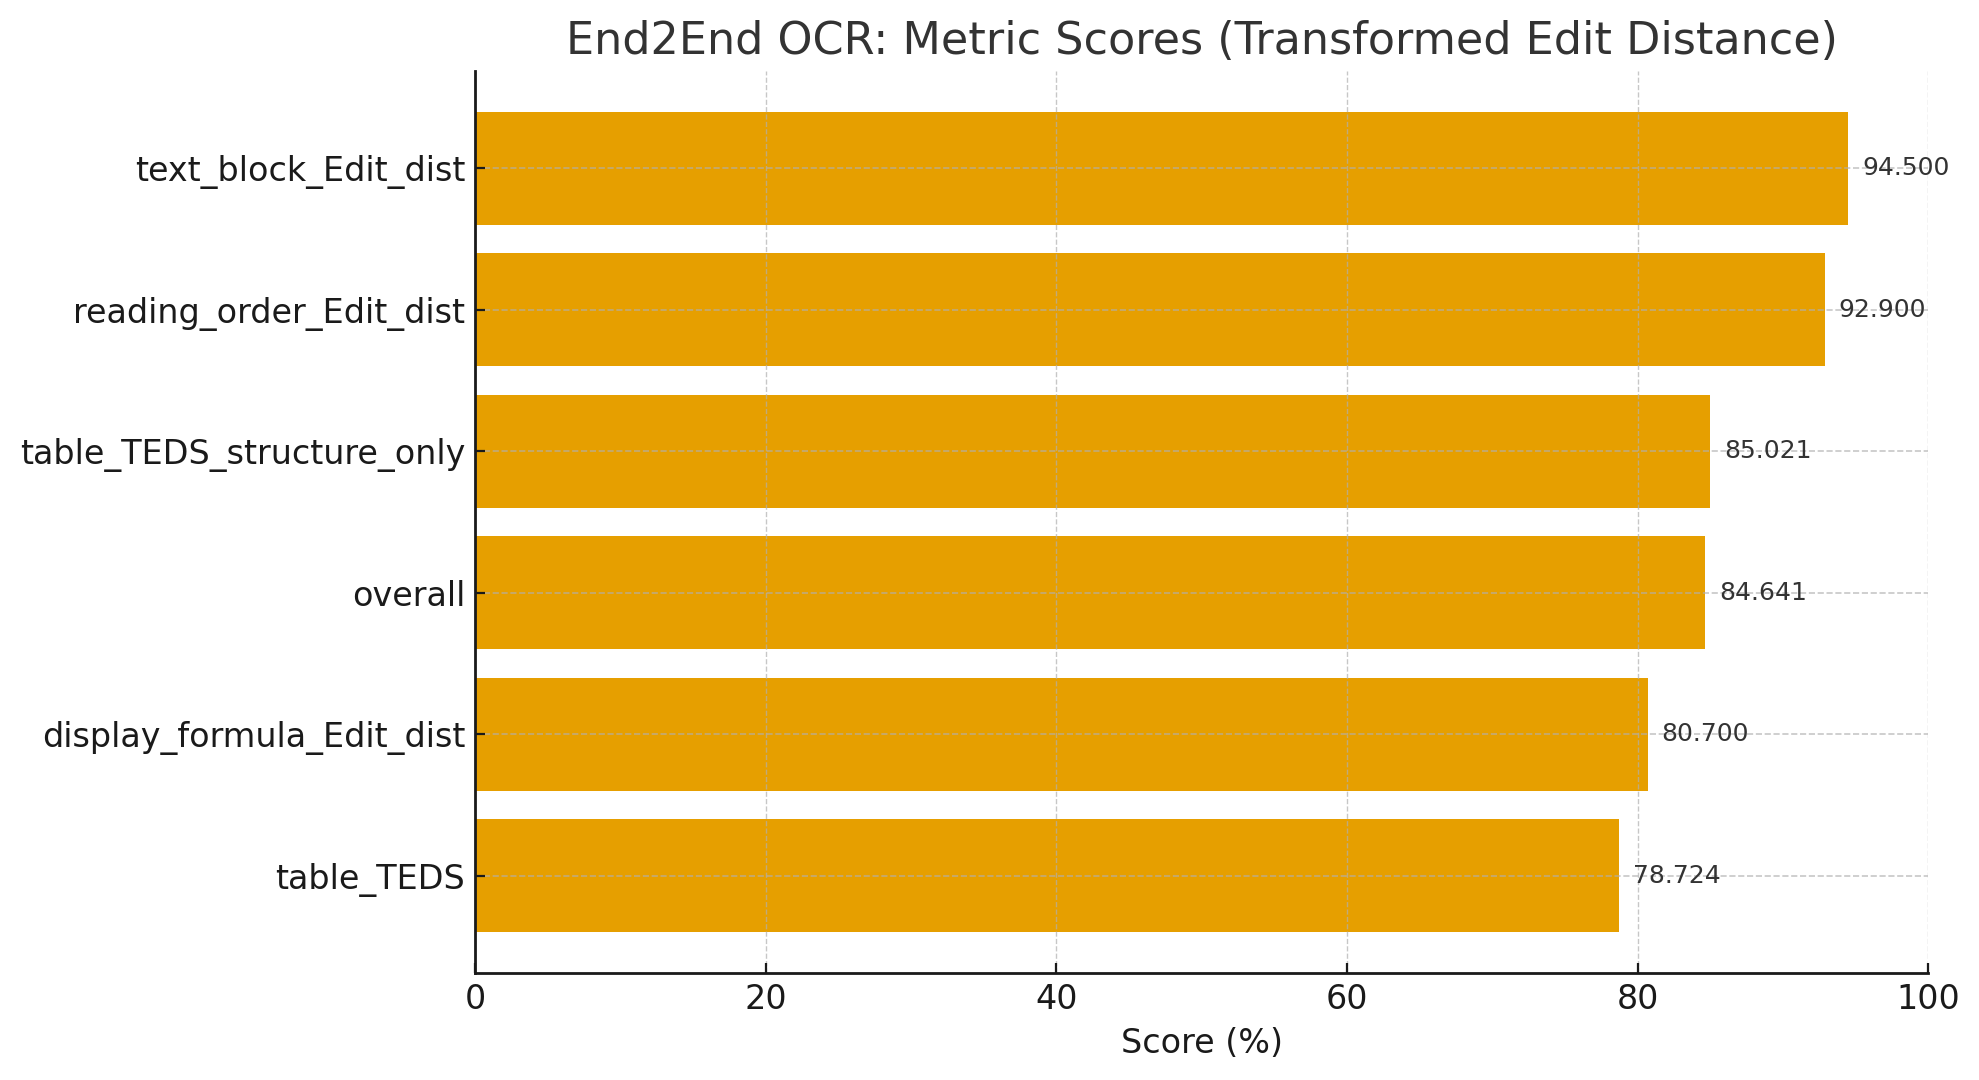 End2End OCR: Metric Scores (Transformed Edit Distance)
text_block_Edit_dist 94.500
reading_order_Edit_dist 92.900
table_TEDS_structure_only 85.021
overall 84.641
display_formula_Edit_dist 80.700
table_TEDS 78.724
0 20 40 60 80 100
Score (%)